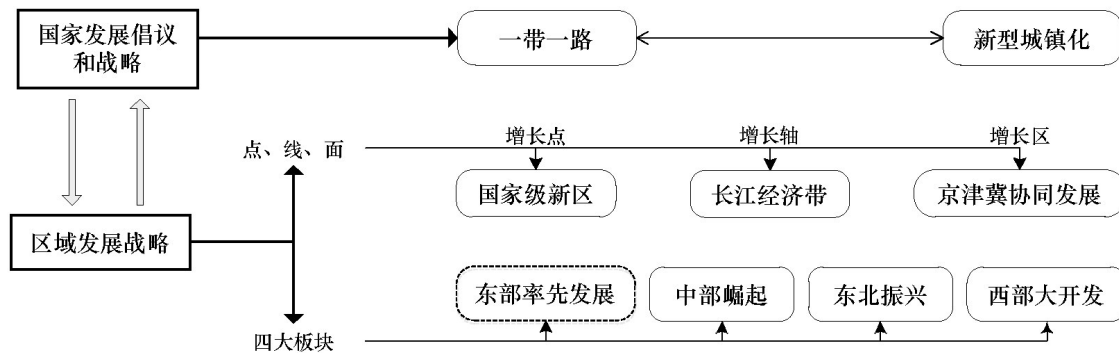 国家发展倡议
和战略
一带一路
新型城镇化
点、线、面
增长点
增长轴
增长区
国家级新区
长江经济带
京津冀协同发展
区域发展战略
东部率先发展
中部崛起
东北振兴
西部大开发
四大板块